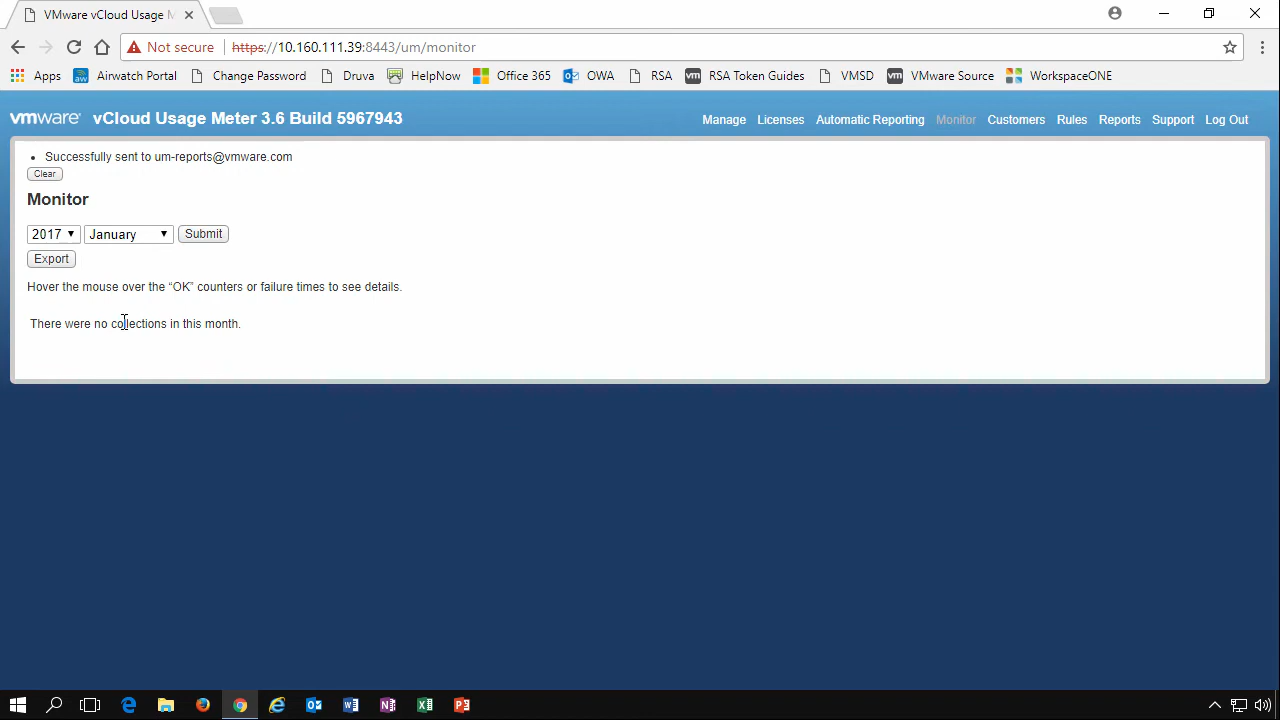 VMware vCloud Usage M
Not secure
https://10.160.111.39:8443/um/monitor
Apps
Airwatch Portal
Change Password
Druva
HelpNow
Office 365
OWA
RSA
RSA Token Guides
VMSD
VMware Source
WorkspaceONE
vmware vCloud Usage Meter 3.6 Build 5967943
Manage Licenses Automatic Reporting Monitor Customers Rules Reports Support Log Out
• Successfully sent to um-reports@vmware.com
Clear
Monitor
2017 January Submit
Export
Hover the mouse over the “OK” counters or failure times to see details.
There were no collections in this month.